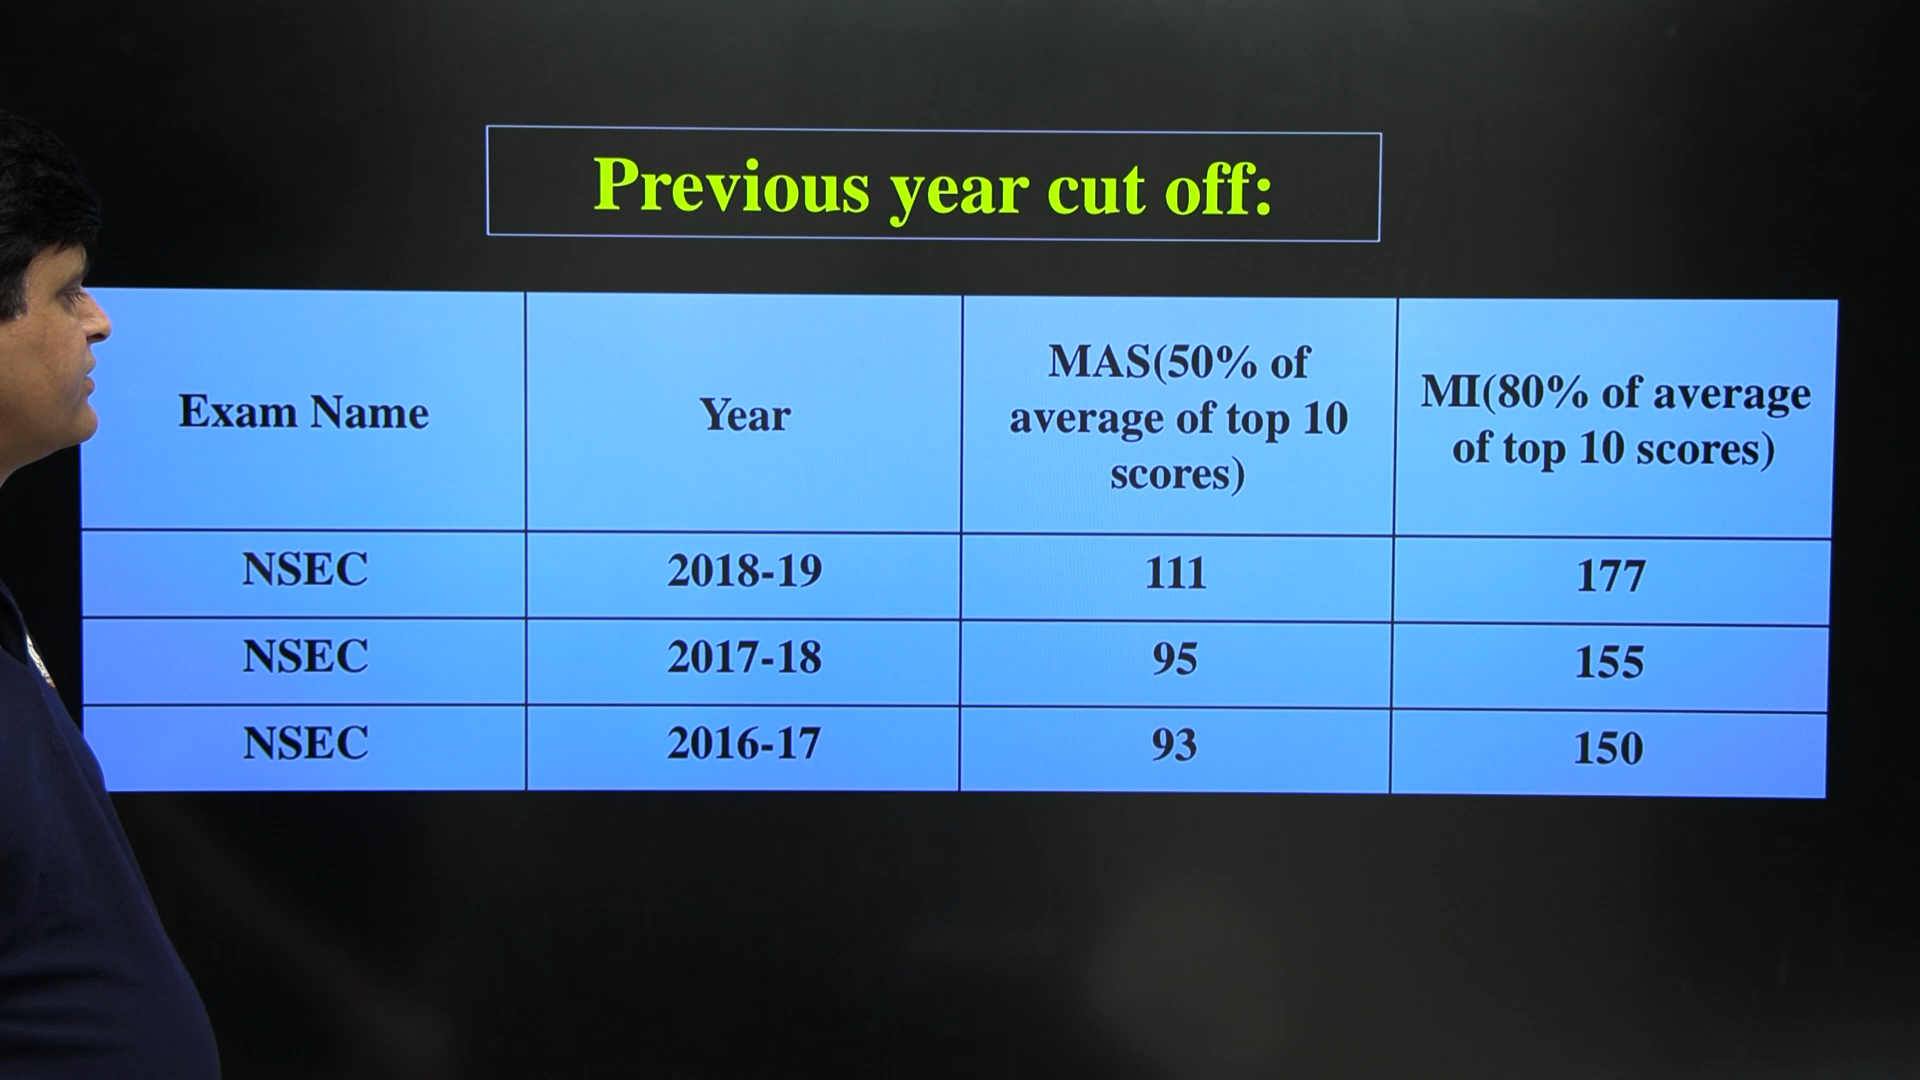 Previous year cut off:
Exam Name
Year
MAS(50% of
average of top 10
scores)
MI(80% of average
of top 10 scores)
NSEC
2018-19
111
177
NSEC
2017-18
95
155
NSEC
2016-17
93
150